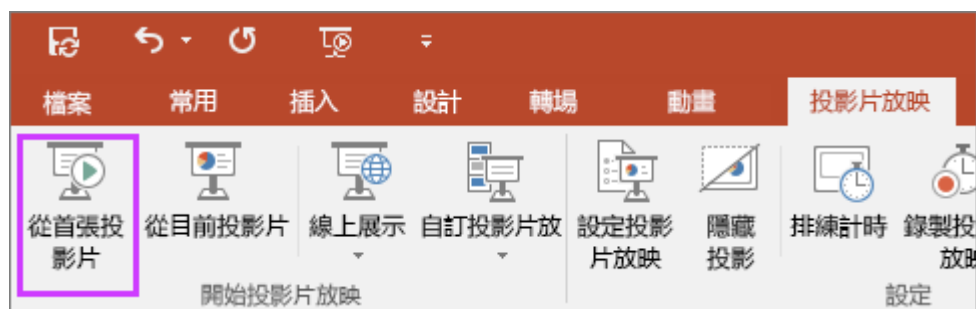 檔案 常用 插入 設計 轉場 動畫 投影片放映
從首張投 從目前投影片 線上展示 自訂投影片放 設定投影 隱藏 排練計時 錄製投
影片 片放映 投影 放映
開始投影片放映 設定